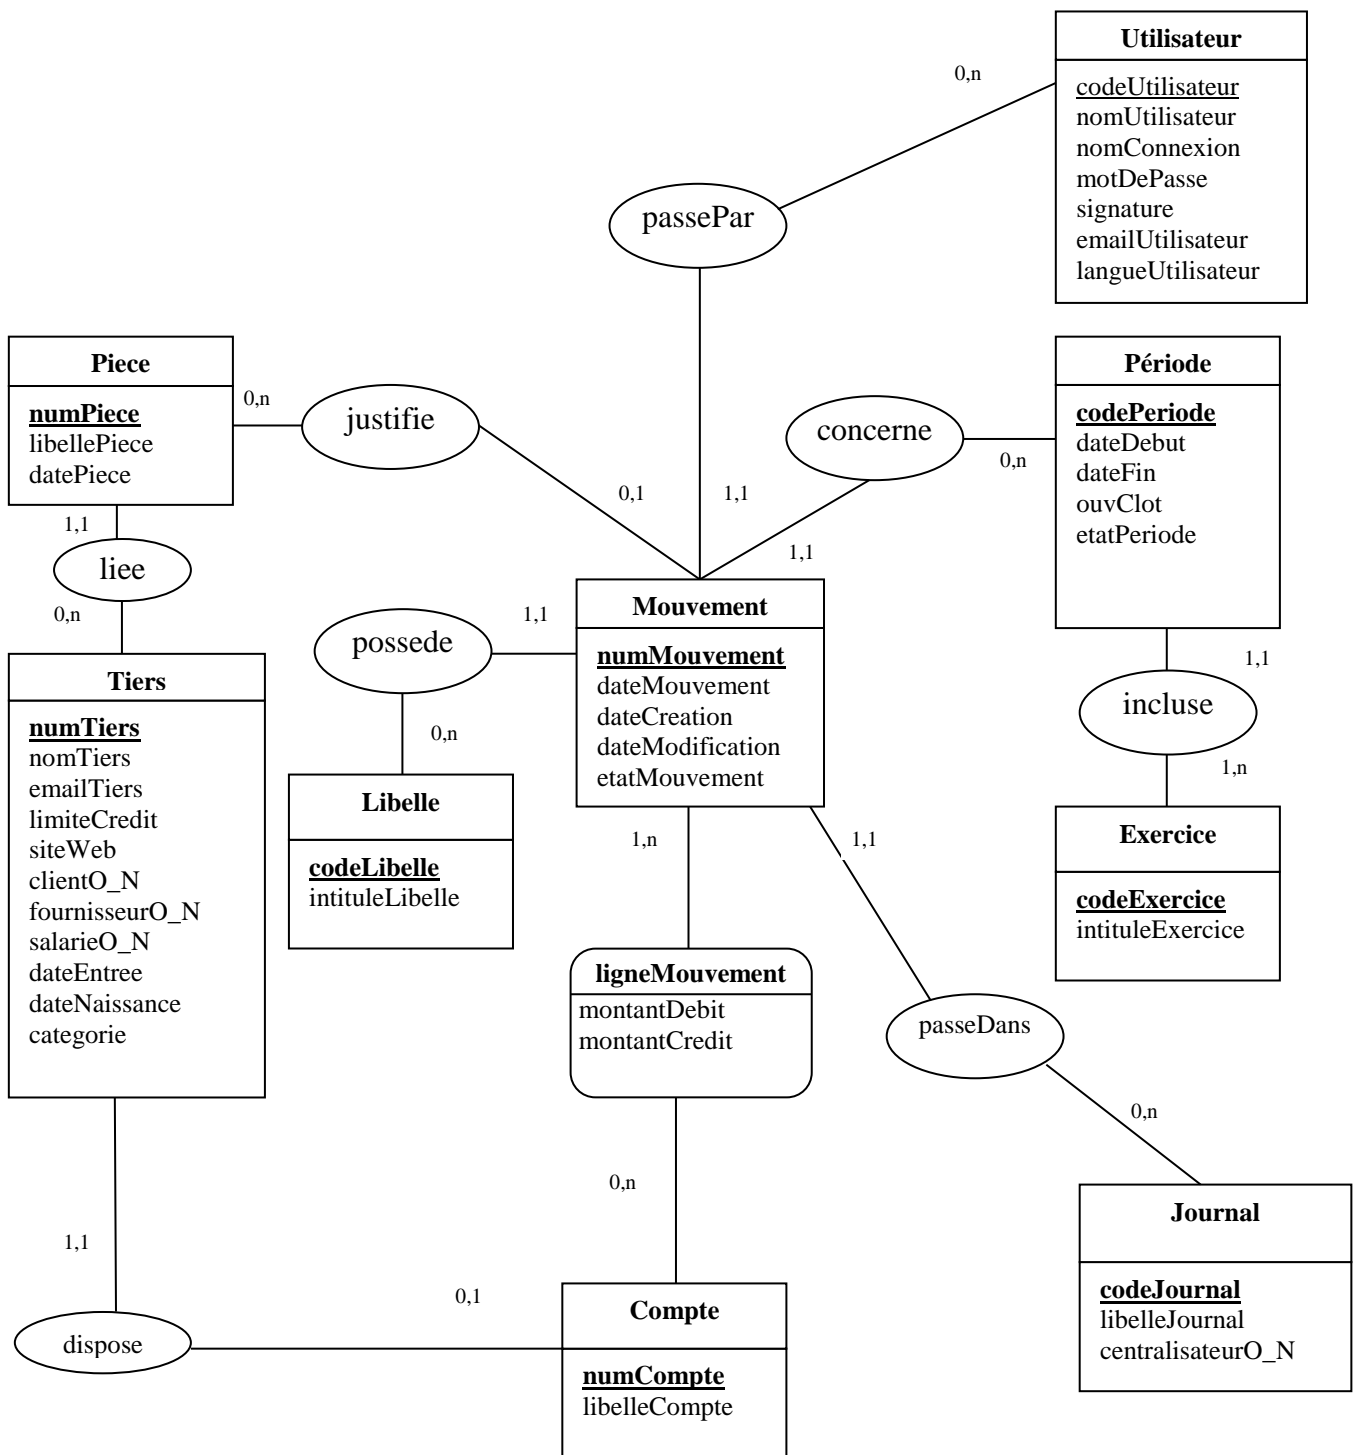 Utilisateur
codeUtilisateur
nomUtilisateur
nomConnexion
motDePasse
signature
emailUtilisateur
langueUtilisateur
0,n
passePar
1,1
Piece
numPiece
libellePiece
datePiece
0,n
justifie
0,1
concerne
0,n
1,1
Période
codePeriode
dateDebut
dateFin
ouvClot
etatPeriode
1,1
liee
0,n
possede
1,1
0,n
Mouvement
numMouvement
dateMouvement
dateCreation
dateModification
etatMouvement
1,1
incluse
1,n
Tiers
numTiers
nomTiers
emailTiers
limiteCredit
siteWeb
clientO_N
fournisseurO_N
salarieO_N
dateEntree
dateNaissance
categorie
Libelle
codeLibelle
intituleLibelle
1,n
1,1
Exercice
codeExercice
intituleExercice
ligneMouvement
montantDebit
montantCredit
passeDans
0,n
0,n
Journal
codeJournal
libelleJournal
centralisateurO_N
1,1
dispose
0,1
Compte
numCompte
libelleCompte